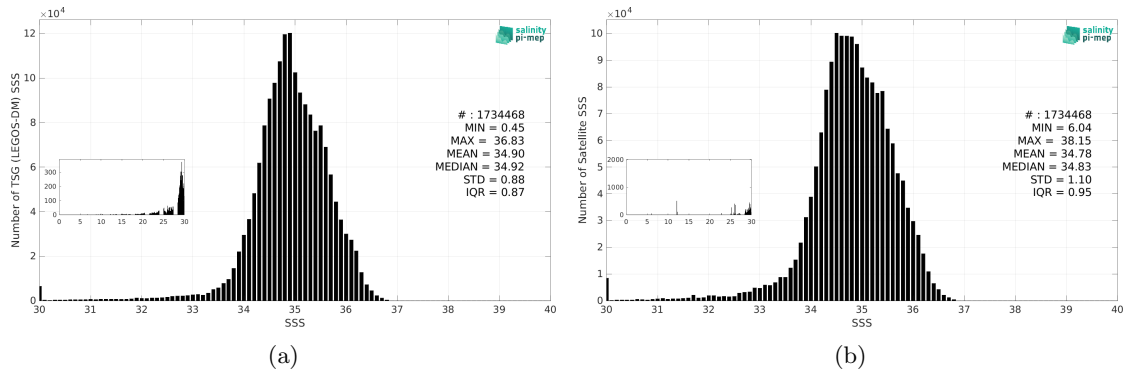 ×10⁴
12
10
8
6
4
2
0
Number of TSG (LEGOS-DM) SSS
salinity
pi-mep
# : 1734468
MIN = 0.45
MAX = 36.83
MEAN = 34.90
MEDIAN = 34.92
STD = 0.88
IQR = 0.87
300
200
100
0
0 5 10 15 20 25 30
30 31 32 33 34 35 36 37 38 39 40
SSS
(a)
×10⁴
10
9
8
7
6
5
4
3
2
1
0
Number of Satellite SSS
salinity
pi-mep
# : 1734468
MIN = 6.04
MAX = 38.15
MEAN = 34.78
MEDIAN = 34.83
STD = 1.10
IQR = 0.95
2000
1000
0
0 5 10 15 20 25 30
30 31 32 33 34 35 36 37 38 39 40
SSS
(b)